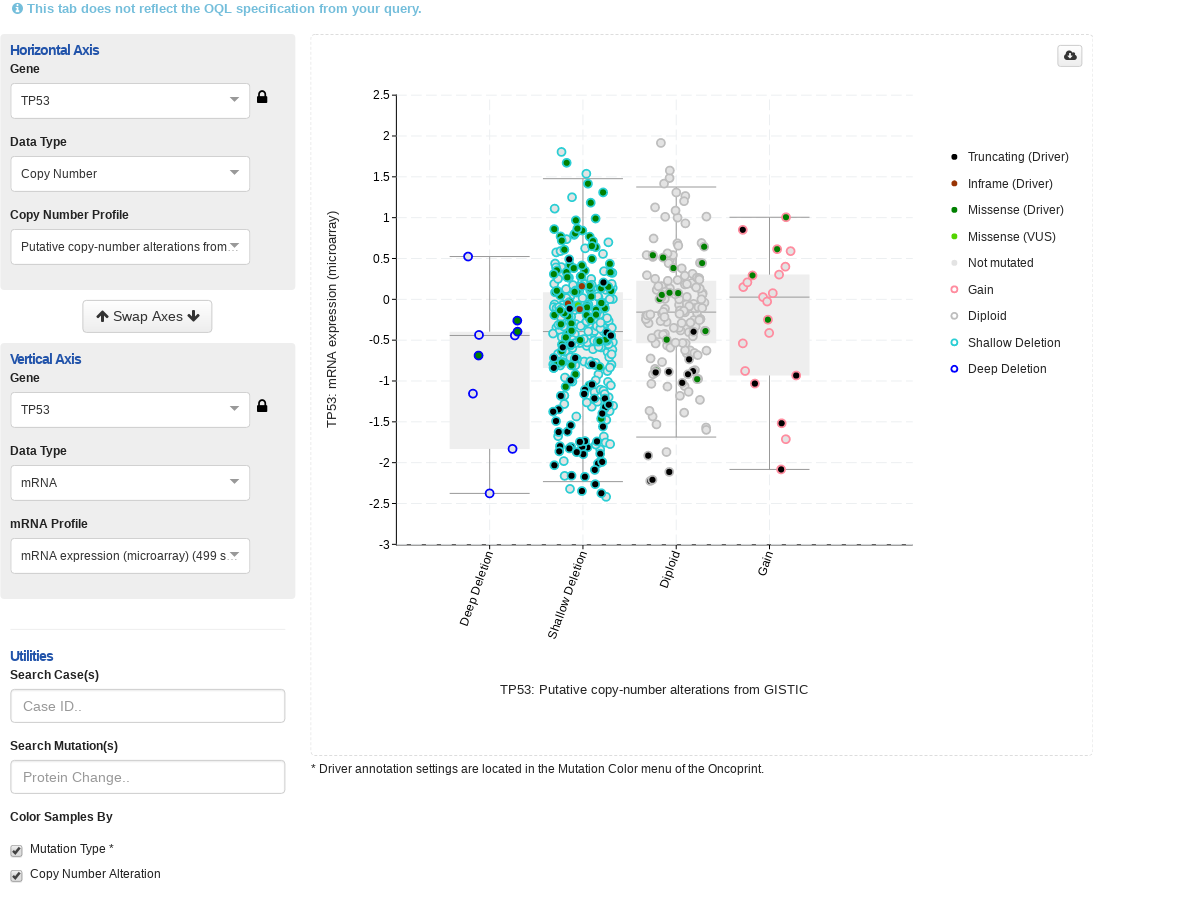 This tab does not reflect the OQL specification from your query.
Horizontal Axis
Gene
TP53
Data Type
Copy Number
Copy Number Profile
Putative copy-number alterations from...
Swap Axes
Vertical Axis
Gene
TP53
Data Type
mRNA
mRNA Profile
mRNA expression (microarray) (499 s...
Utilities
Search Case(s)
Case ID..
Search Mutation(s)
Protein Change..
Color Samples By
Mutation Type *
Copy Number Alteration
TP53: mRNA expression (microarray)
2.5
2
1.5
1
0.5
0
-0.5
-1
-1.5
-2
-2.5
-3
Deep Deletion
Shallow Deletion
Diploid
Gain
TP53: Putative copy-number alterations from GISTIC
Truncating (Driver)
Inframe (Driver)
Missense (Driver)
Missense (VUS)
Not mutated
Gain
Diploid
Shallow Deletion
Deep Deletion
* Driver annotation settings are located in the Mutation Color menu of the Oncoprint.